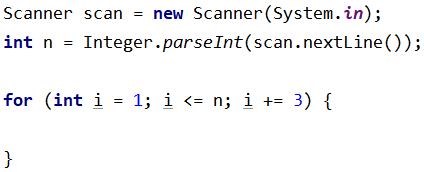 Scanner scan = new Scanner(System.in);
int n = Integer.parseInt(scan.nextLine());
for (int i = 1; i <= n; i += 3) {
}